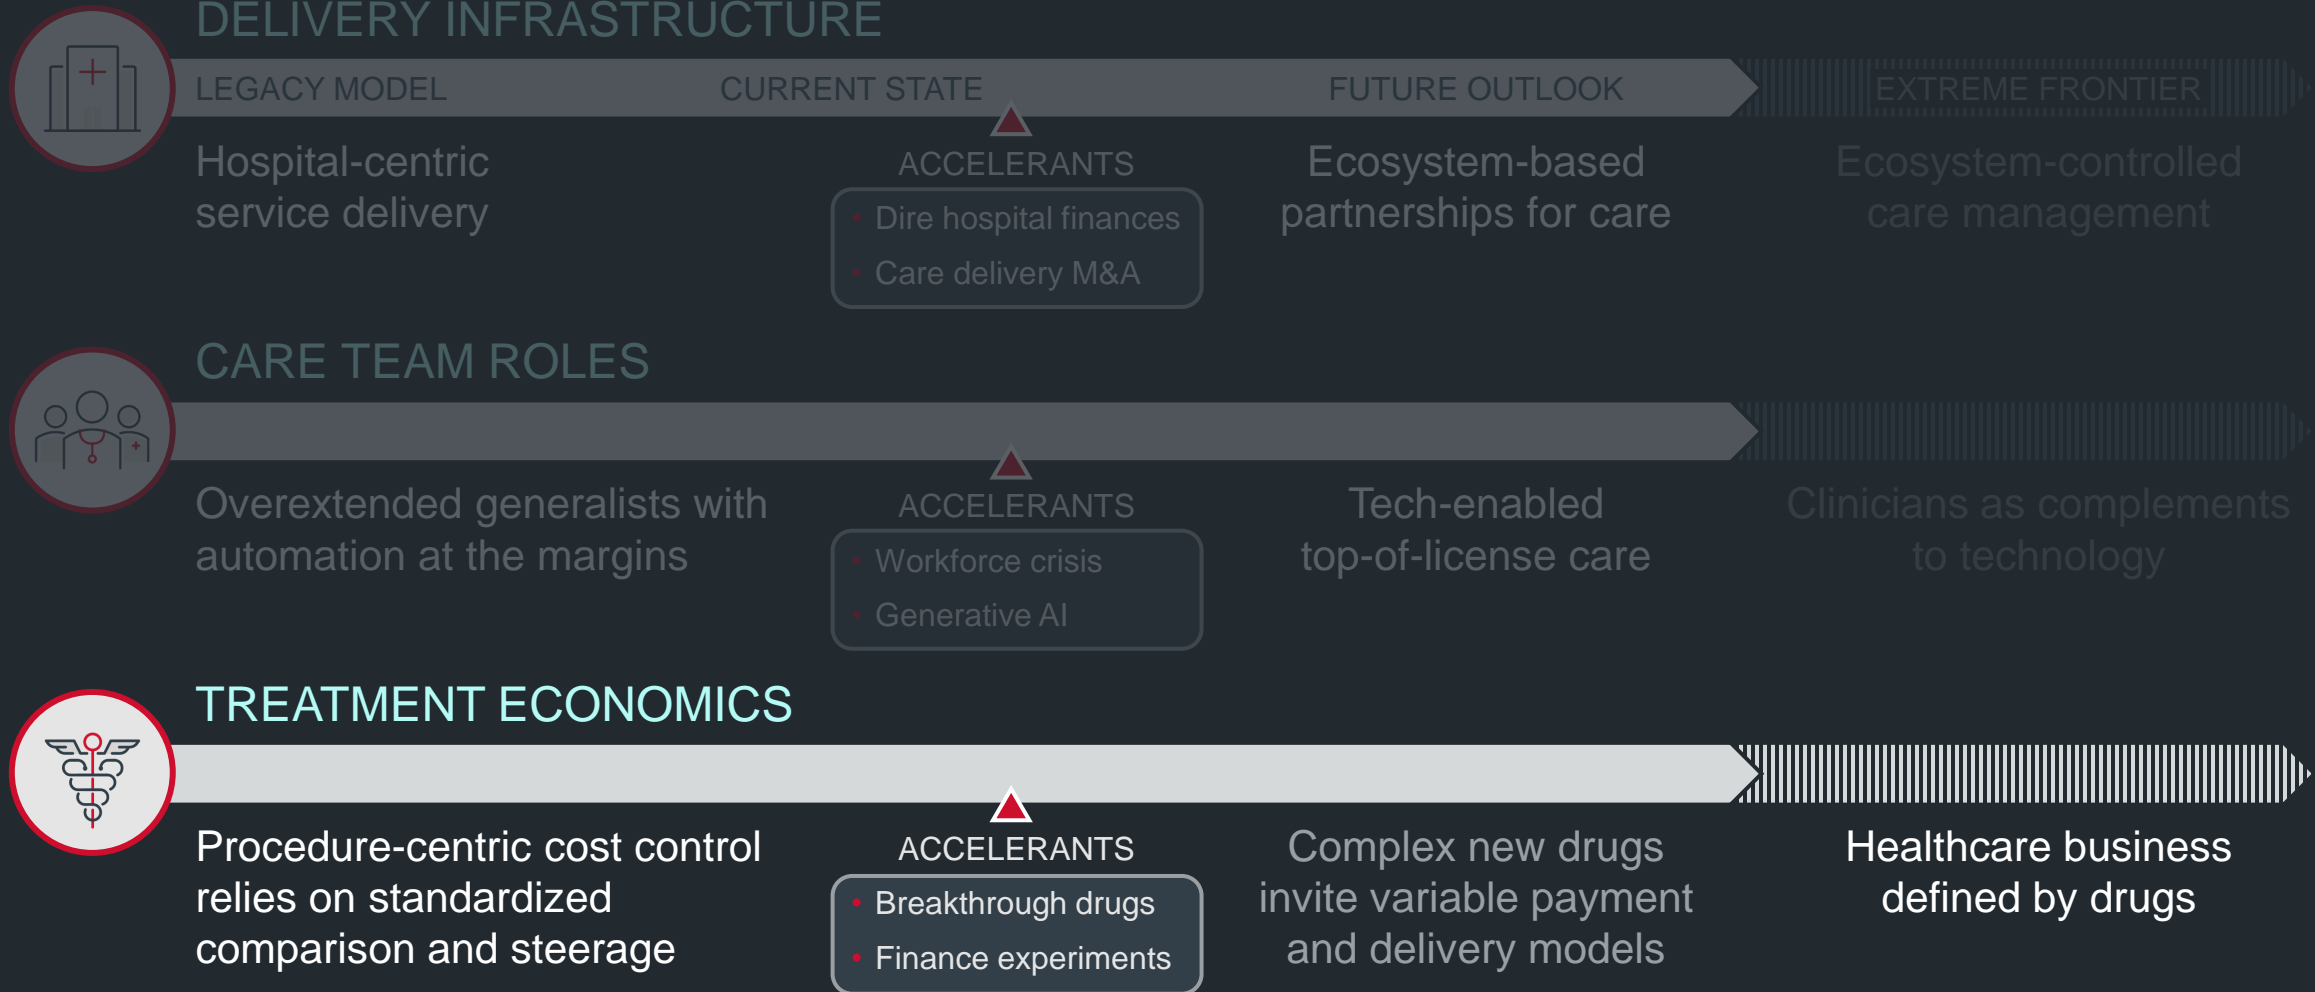 DELIVERY INFRASTRUCTURE
LEGACY MODEL
CURRENT STATE
FUTURE OUTLOOK
EXTREME FRONTIER
Hospital-centric
service delivery
ACCELERANTS
• Dire hospital finances
• Care delivery M&A
Ecosystem-based
partnerships for care
Ecosystem-controlled
care management
CARE TEAM ROLES
Overextended generalists with
automation at the margins
ACCELERANTS
• Workforce crisis
• Generative AI
Tech-enabled
top-of-license care
Clinicians as complements
to technology
TREATMENT ECONOMICS
Procedure-centric cost control
relies on standardized
comparison and steerage
ACCELERANTS
• Breakthrough drugs
• Finance experiments
Complex new drugs
invite variable payment
and delivery models
Healthcare business
defined by drugs